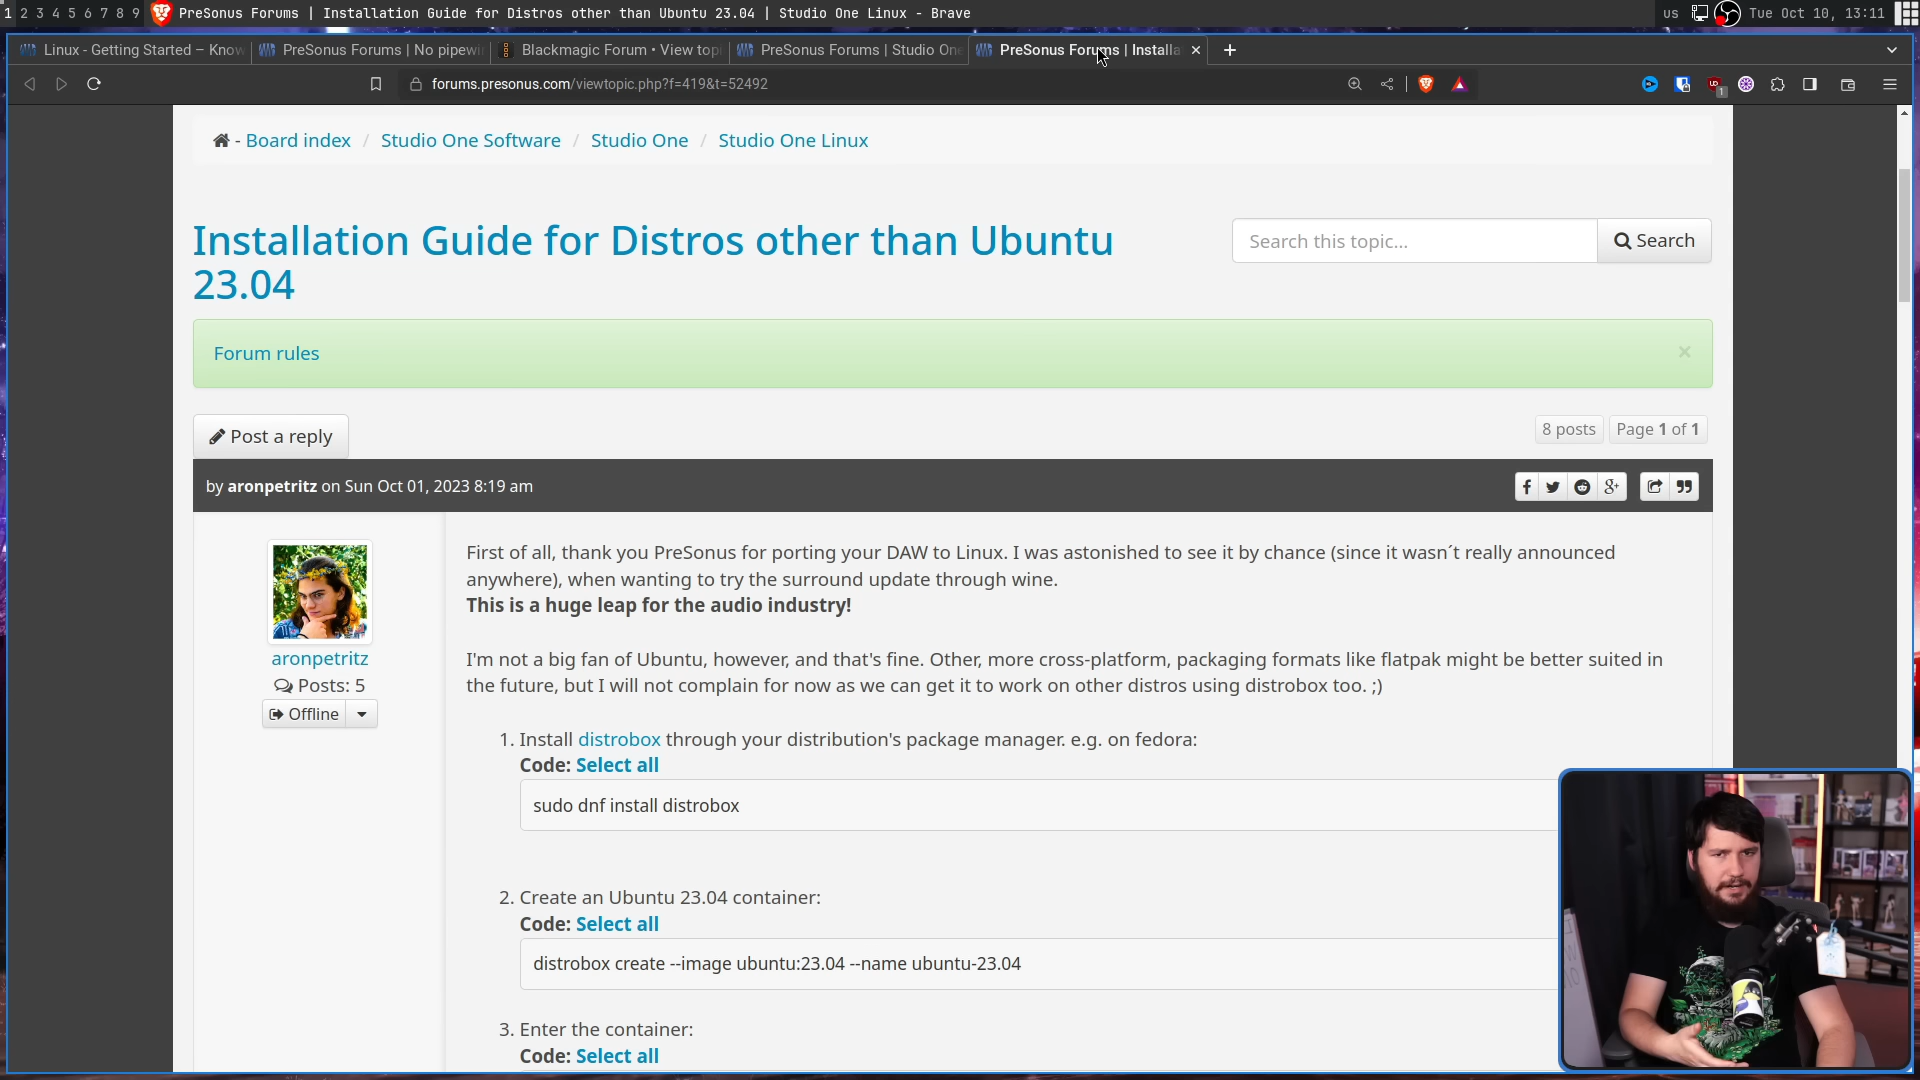 1 2 3 4 5 6 7 8 9 PreSonus Forums | Installation Guide for Distros other than Ubuntu 23.04 | Studio One Linux - Brave
us Tue Oct 10, 13:11
Linux - Getting Started – Know
PreSonus Forums | No pipewir
Blackmagic Forum • View topi
PreSonus Forums | Studio One
PreSonus Forums | Installa
forums.presonus.com/viewtopic.php?f=419&t=52492
1
- Board index / Studio One Software / Studio One / Studio One Linux
Installation Guide for Distros other than Ubuntu
23.04
Search this topic…
Search
Forum rules
Post a reply
8 posts
Page 1 of 1
by aronpetritz on Sun Oct 01, 2023 8:19 am
aronpetritz
Posts: 5
Offline
First of all, thank you PreSonus for porting your DAW to Linux. I was astonished to see it by chance (since it wasn´t really announced
anywhere), when wanting to try the surround update through wine.
This is a huge leap for the audio industry!
I'm not a big fan of Ubuntu, however, and that's fine. Other, more cross-platform, packaging formats like flatpak might be better suited in
the future, but I will not complain for now as we can get it to work on other distros using distrobox too. ;)
1. Install distrobox through your distribution's package manager. e.g. on fedora:
Code: Select all
sudo dnf install distrobox
2. Create an Ubuntu 23.04 container:
Code: Select all
distrobox create --image ubuntu:23.04 --name ubuntu-23.04
3. Enter the container:
Code: Select all